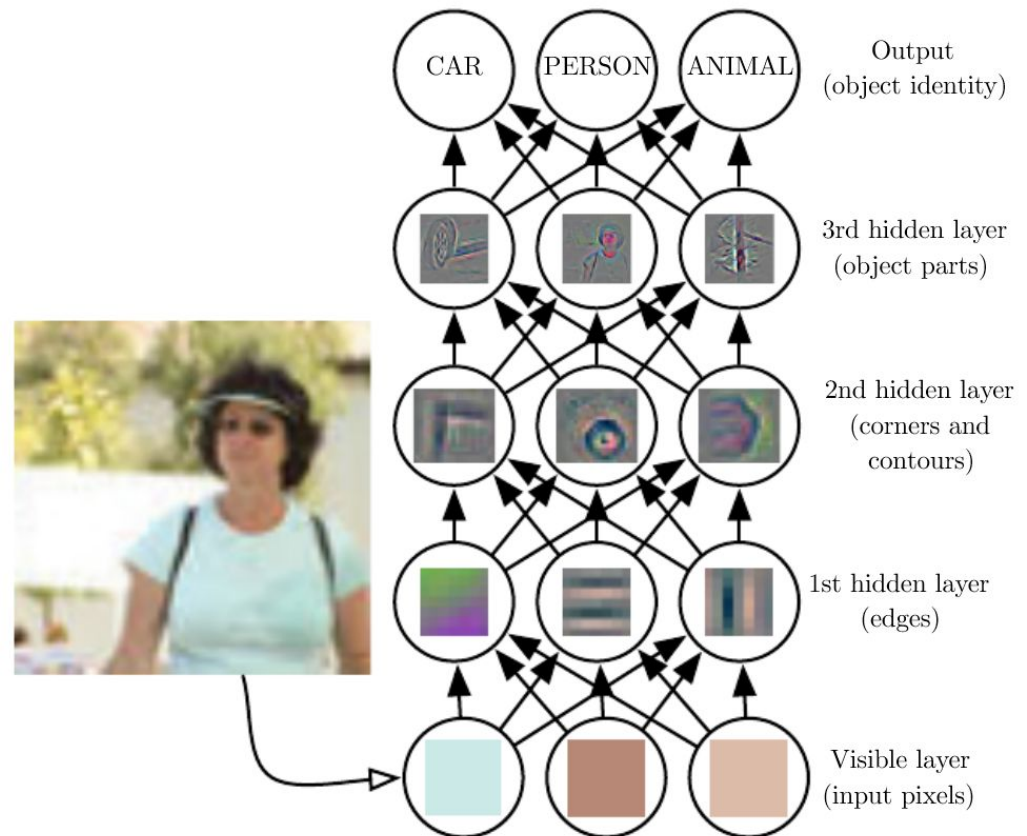 CAR
PERSON
ANIMAL
Output
(object identity)
3rd hidden layer
(object parts)
2nd hidden layer
(corners and
contours)
1st hidden layer
(edges)
Visible layer
(input pixels)